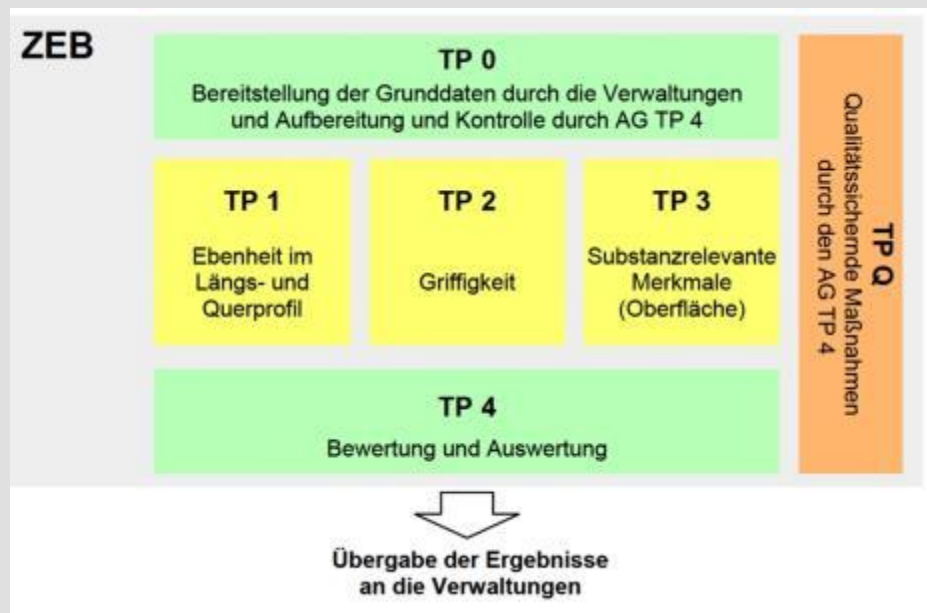 ZEB
TP 0
Bereitstellung der Grunddaten durch die Verwaltungen
und Aufbereitung und Kontrolle durch AG TP 4
TP 1
Ebenheit im
Längs- und
Querprofil
TP 2
Griffigkeit
TP 3
Substanzrelevante
Merkmale
(Oberfläche)
TP Q
Qualitätssichernde Maßnahmen
durch den AG TP 4
TP 4
Bewertung und Auswertung
Übergabe der Ergebnisse
an die Verwaltungen